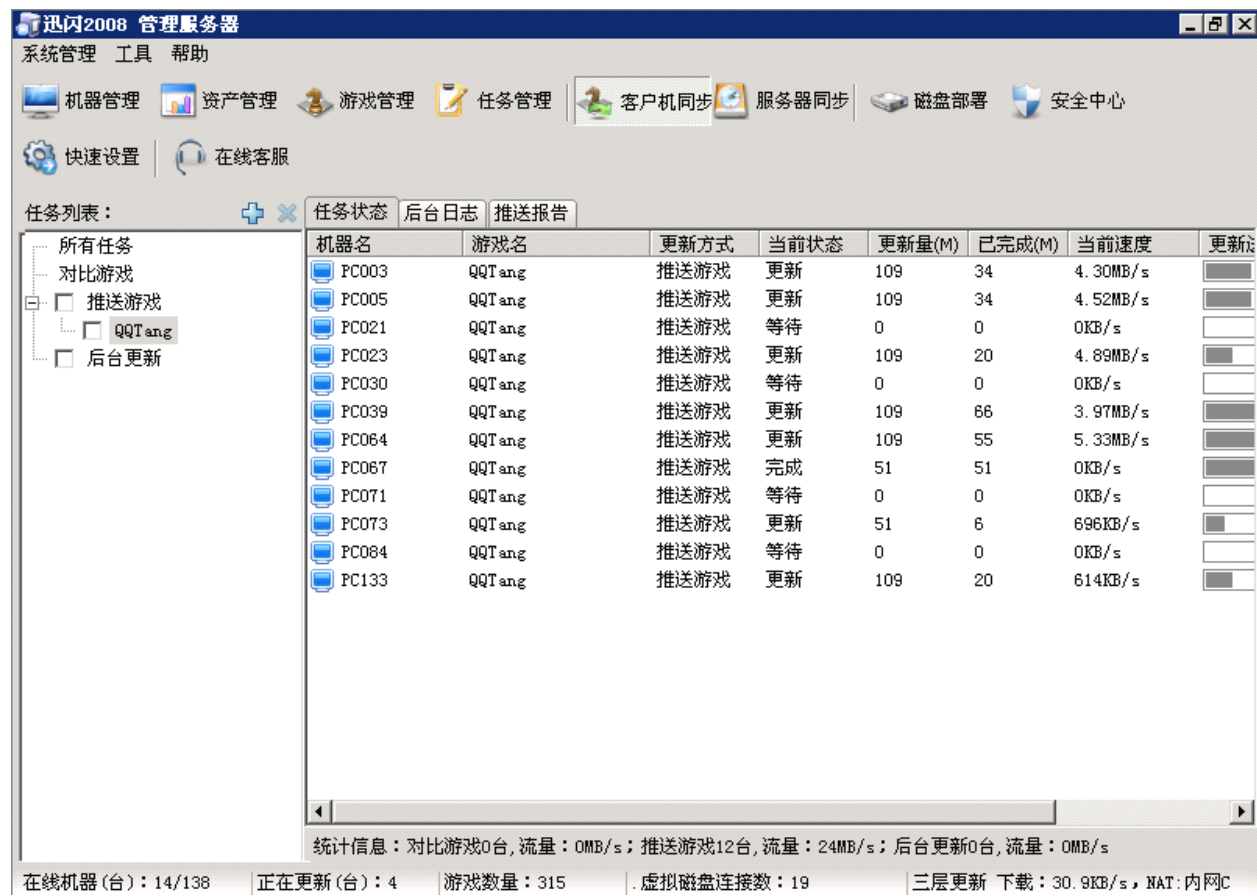 迅闪2008 管理服务器
系统管理 工具 帮助
机器管理 资产管理 游戏管理 任务管理 客户机同步 服务器同步 磁盘部署 安全中心
快速设置 在线客服
任务列表：
所有任务
对比游戏
推送游戏
QQTang
后台更新
任务状态 后台日志 推送报告
机器名 游戏名 更新方式 当前状态 更新量(M) 已完成(M) 当前速度 更新
PC003 QQTang 推送游戏 更新 109 34 4.30MB/s
PC005 QQTang 推送游戏 更新 109 34 4.52MB/s
PC021 QQTang 推送游戏 等待 0 0 0KB/s
PC023 QQTang 推送游戏 更新 109 20 4.89MB/s
PC030 QQTang 推送游戏 等待 0 0 0KB/s
PC039 QQTang 推送游戏 更新 109 66 3.97MB/s
PC064 QQTang 推送游戏 更新 109 55 5.33MB/s
PC067 QQTang 推送游戏 完成 51 51 0KB/s
PC071 QQTang 推送游戏 等待 0 0 0KB/s
PC073 QQTang 推送游戏 更新 51 6 696KB/s
PC084 QQTang 推送游戏 等待 0 0 0KB/s
PC133 QQTang 推送游戏 更新 109 20 614KB/s
统计信息：对比游戏0台,流量：0MB/s；推送游戏12台,流量：24MB/s；后台更新0台,流量：0MB/s
在线机器(台)：14/138 正在更新(台)：4 游戏数量：315 .虚拟磁盘连接数：19 三层更新 下载：30.9KB/s，NAT:内网C